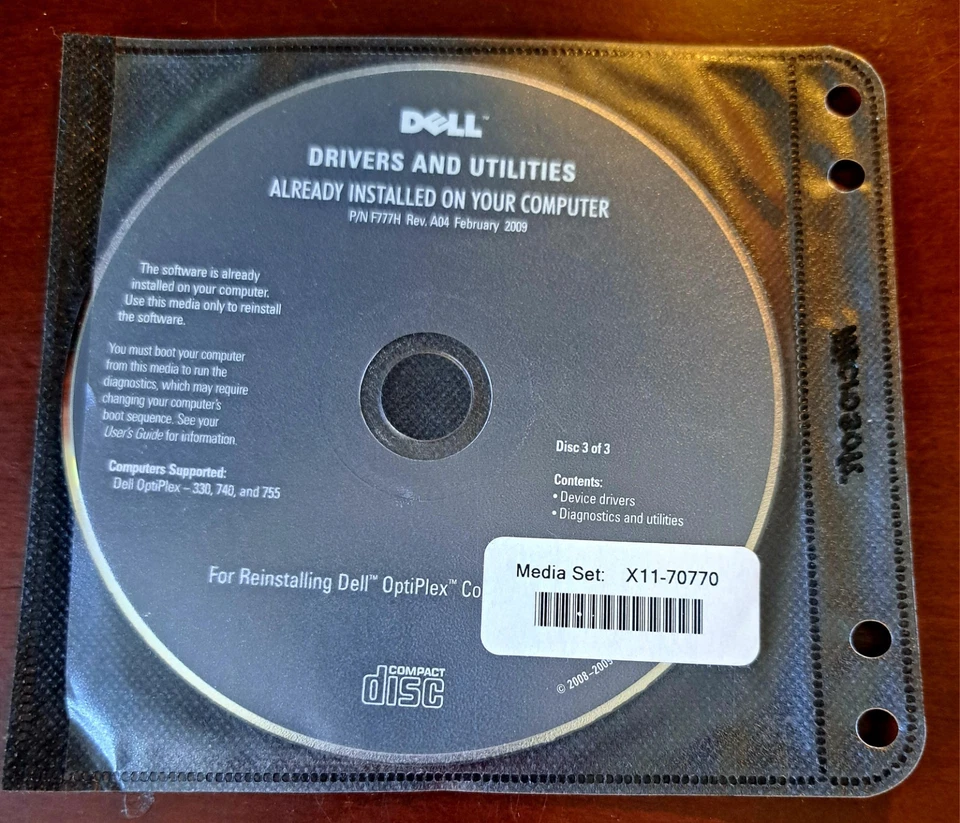 DELL™
DRIVERS AND UTILITIES
ALREADY INSTALLED ON YOUR COMPUTER
P/N F777H Rev. A04 February 2009
The software is already
installed on your computer.
Use this media only to reinstall
the software.
You must boot your computer
from this media to run the
diagnostics, which may require
changing your computer's
boot sequence. See your
User's Guide for information.
Computers Supported:
Dell OptiPlex – 330, 740, and 755
Disc 3 of 3
Contents:
• Device drivers
• Diagnostics and utilities
For Reinstalling Dell™ OptiPlex™ Co
Media Set: X11-70770
COMPACT
disc
© 2008–2009